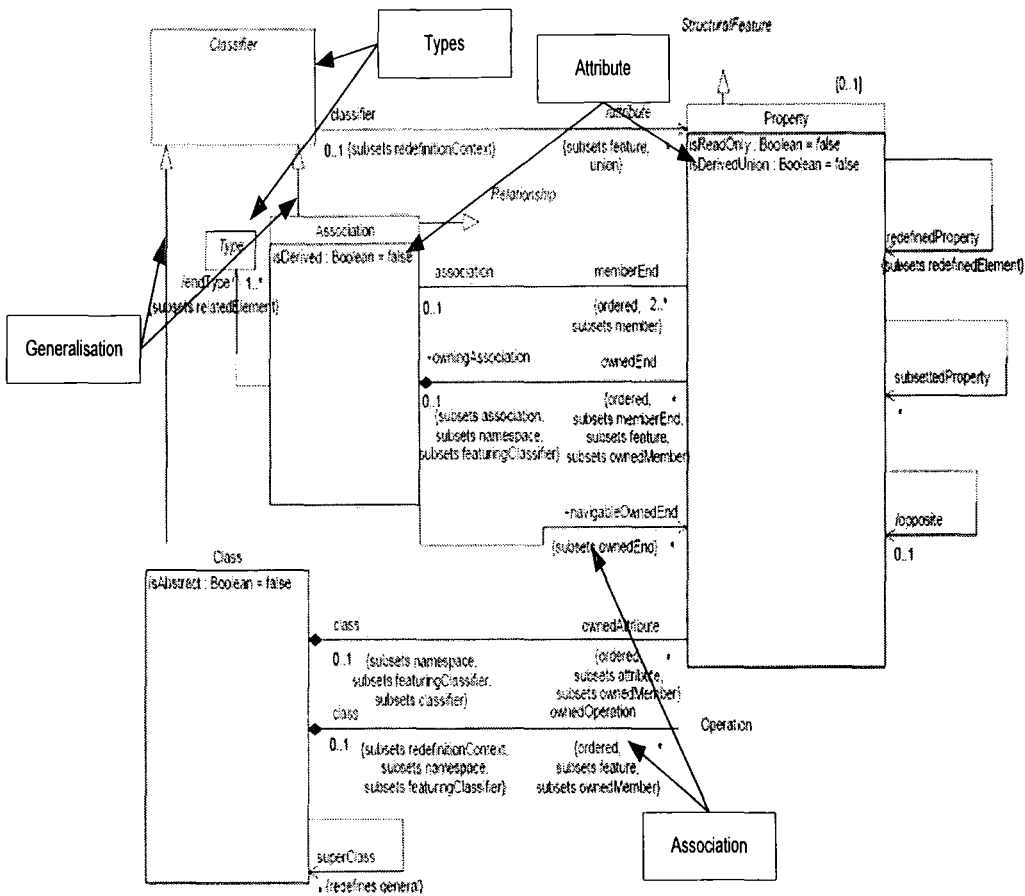 StructuralFeature
Classifier
Types
Attribute
{0..1}
classifier
/attribute
Property
0..1 {subsets redefinitionContext}
{subsets feature, *
union}
isReadOnly : Boolean = false
isDerivedUnion : Boolean = false
Relationship
Association
Type
isDerived : Boolean = false
redefinedProperty
{subsets redefinedElement}
/endType 1..*
{subsets relatedElement}
association
memberEnd
0..1
{ordered, 2..*
subsets member}
Generalisation
+owningAssociation
ownedEnd
subsettedProperty
*
0..1
{subsets association,
subsets namespace,
subsets featuringClassifier}
{ordered, *
subsets memberEnd,
subsets feature,
subsets ownedMember}
+navigableOwnedEnd
{subsets ownedEnd} *
/opposite
0..1
Class
isAbstract : Boolean = false
class
ownedAttribute
0..1
{subsets namespace,
subsets featuringClassifier,
subsets classifier}
{ordered, *
subsets attribute,
subsets ownedMember}
class
ownedOperation
Operation
0..1
{subsets redefinitionContext,
subsets namespace,
subsets featuringClassifier}
{ordered, *
subsets feature,
subsets ownedMember}
Association
superClass
* {redefines general}